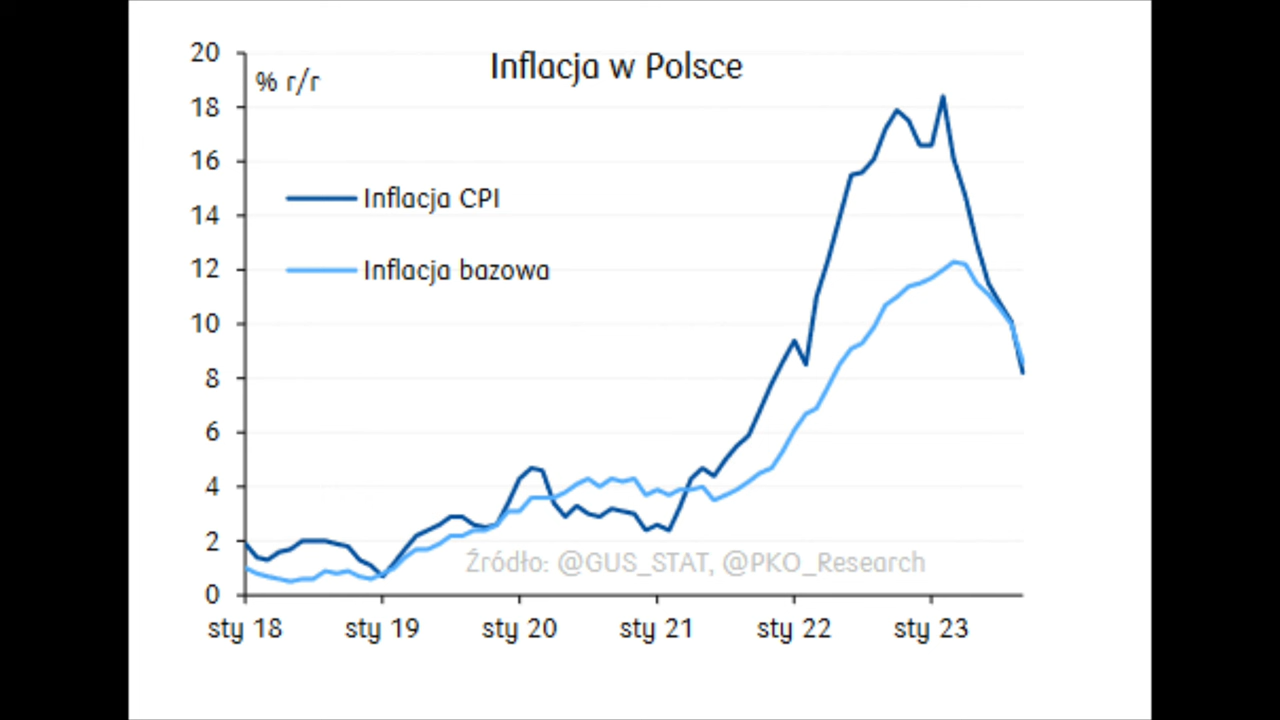 Inflacja w Polsce
% r/r
20
18
16
14
12
10
8
6
4
2
0
Inflacja CPI
Inflacja bazowa
Źródło: @GUS_STAT, @PKO_Research
sty 18 sty 19 sty 20 sty 21 sty 22 sty 23